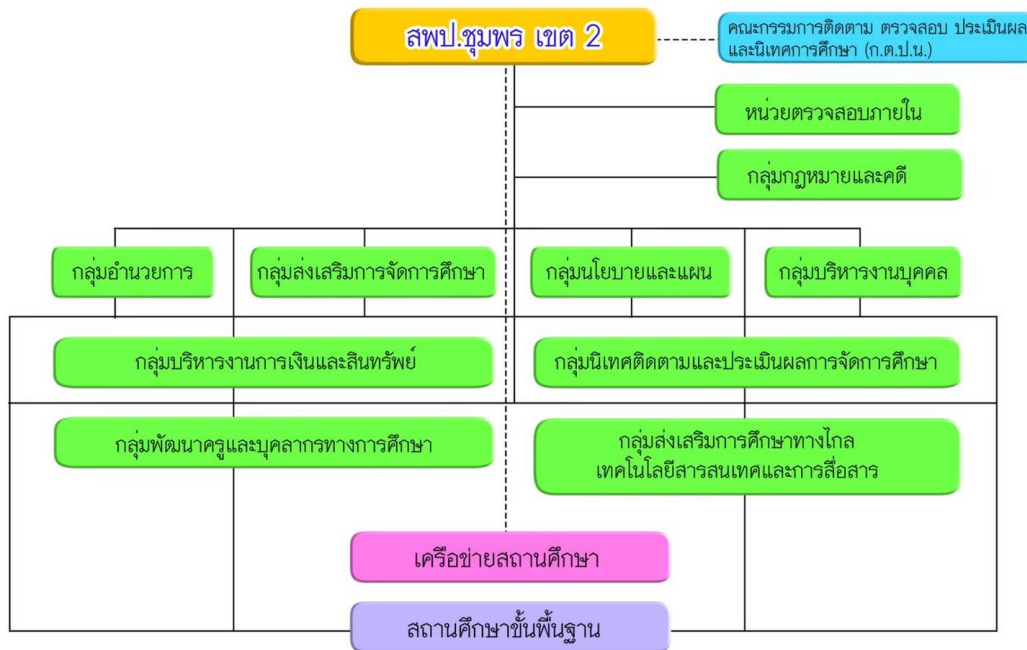 สพป.ชุมพร เขต 2
คณะกรรมการติดตาม ตรวจสอบ ประเมินผล
และนิเทศการศึกษา (ก.ต.ป.น.)
หน่วยตรวจสอบภายใน
กลุ่มกฎหมายและคดี
กลุ่มอำนวยการ
กลุ่มส่งเสริมการจัดการศึกษา
กลุ่มนโยบายและแผน
กลุ่มบริหารงานบุคคล
กลุ่มบริหารงานการเงินและสินทรัพย์
กลุ่มนิเทศติดตามและประเมินผลการจัดการศึกษา
กลุ่มพัฒนาครูและบุคลากรทางการศึกษา
กลุ่มส่งเสริมการศึกษาทางไกล
เทคโนโลยีสารสนเทศและการสื่อสาร
เครือข่ายสถานศึกษา
สถานศึกษาขั้นพื้นฐาน